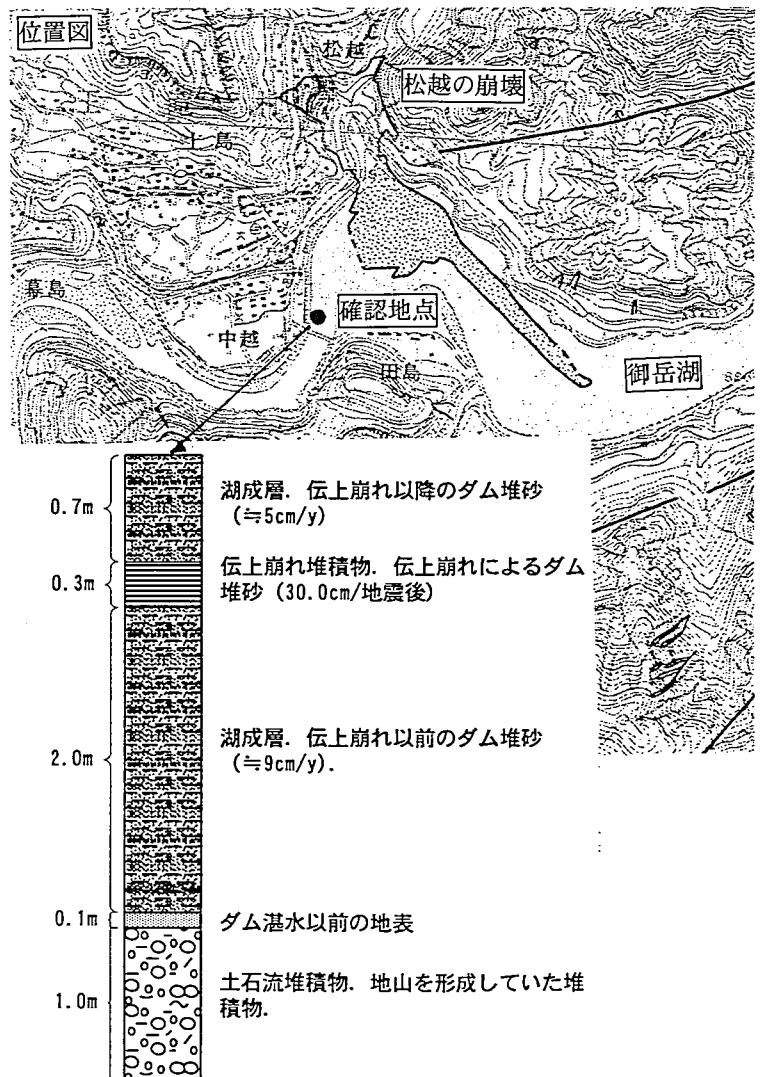 位置図
松越
松越の崩壊
土島
幕島
確認地点
中越
田島
御岳湖
0.7m
湖成層．伝上崩れ以降のダム堆砂
（≒5cm/y）
0.3m
伝上崩れ堆積物．伝上崩れによるダム
堆砂（30.0cm/地震後）
2.0m
湖成層．伝上崩れ以前のダム堆砂
（≒9cm/y）．
0.1m
ダム湛水以前の地表
1.0m
土石流堆積物．地山を形成していた堆
積物．